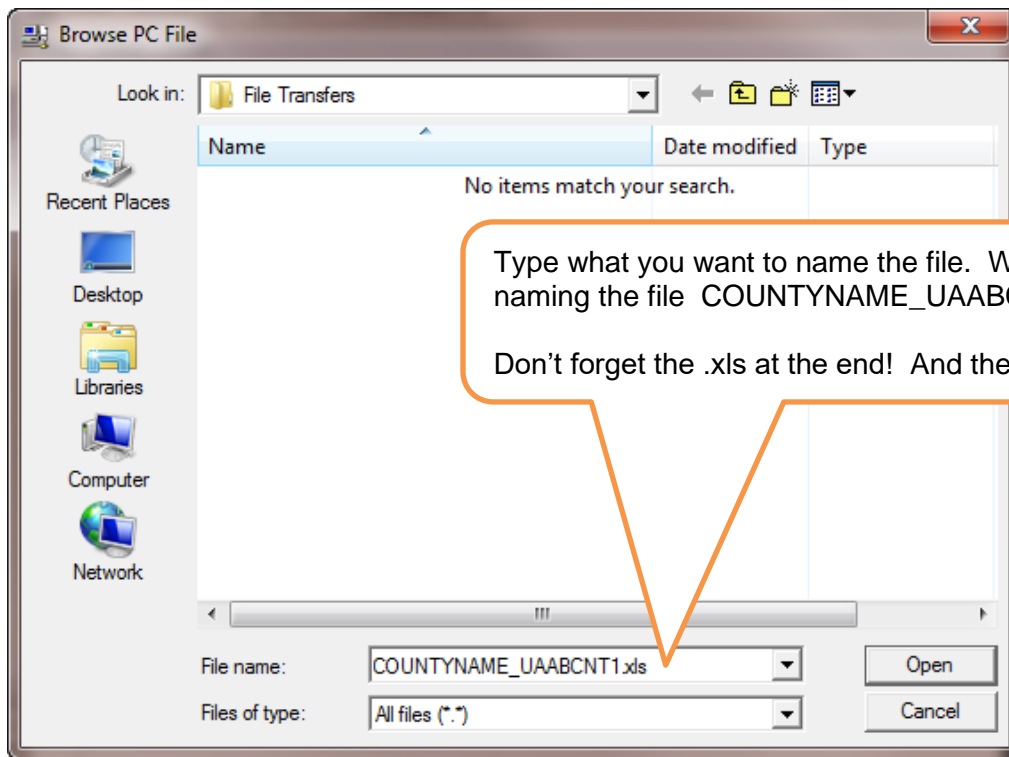 Browse PC File
Look in: File Transfers
Name Date modified Type
No items match your search.
Recent Places
Desktop
Libraries
Computer
Network
Type what you want to name the file. W
naming the file COUNTYNAME_UAAB
Don't forget the .xls at the end! And the
File name: COUNTYNAME_UAABCNT1.xls Open
Files of type: All files (*.*) Cancel